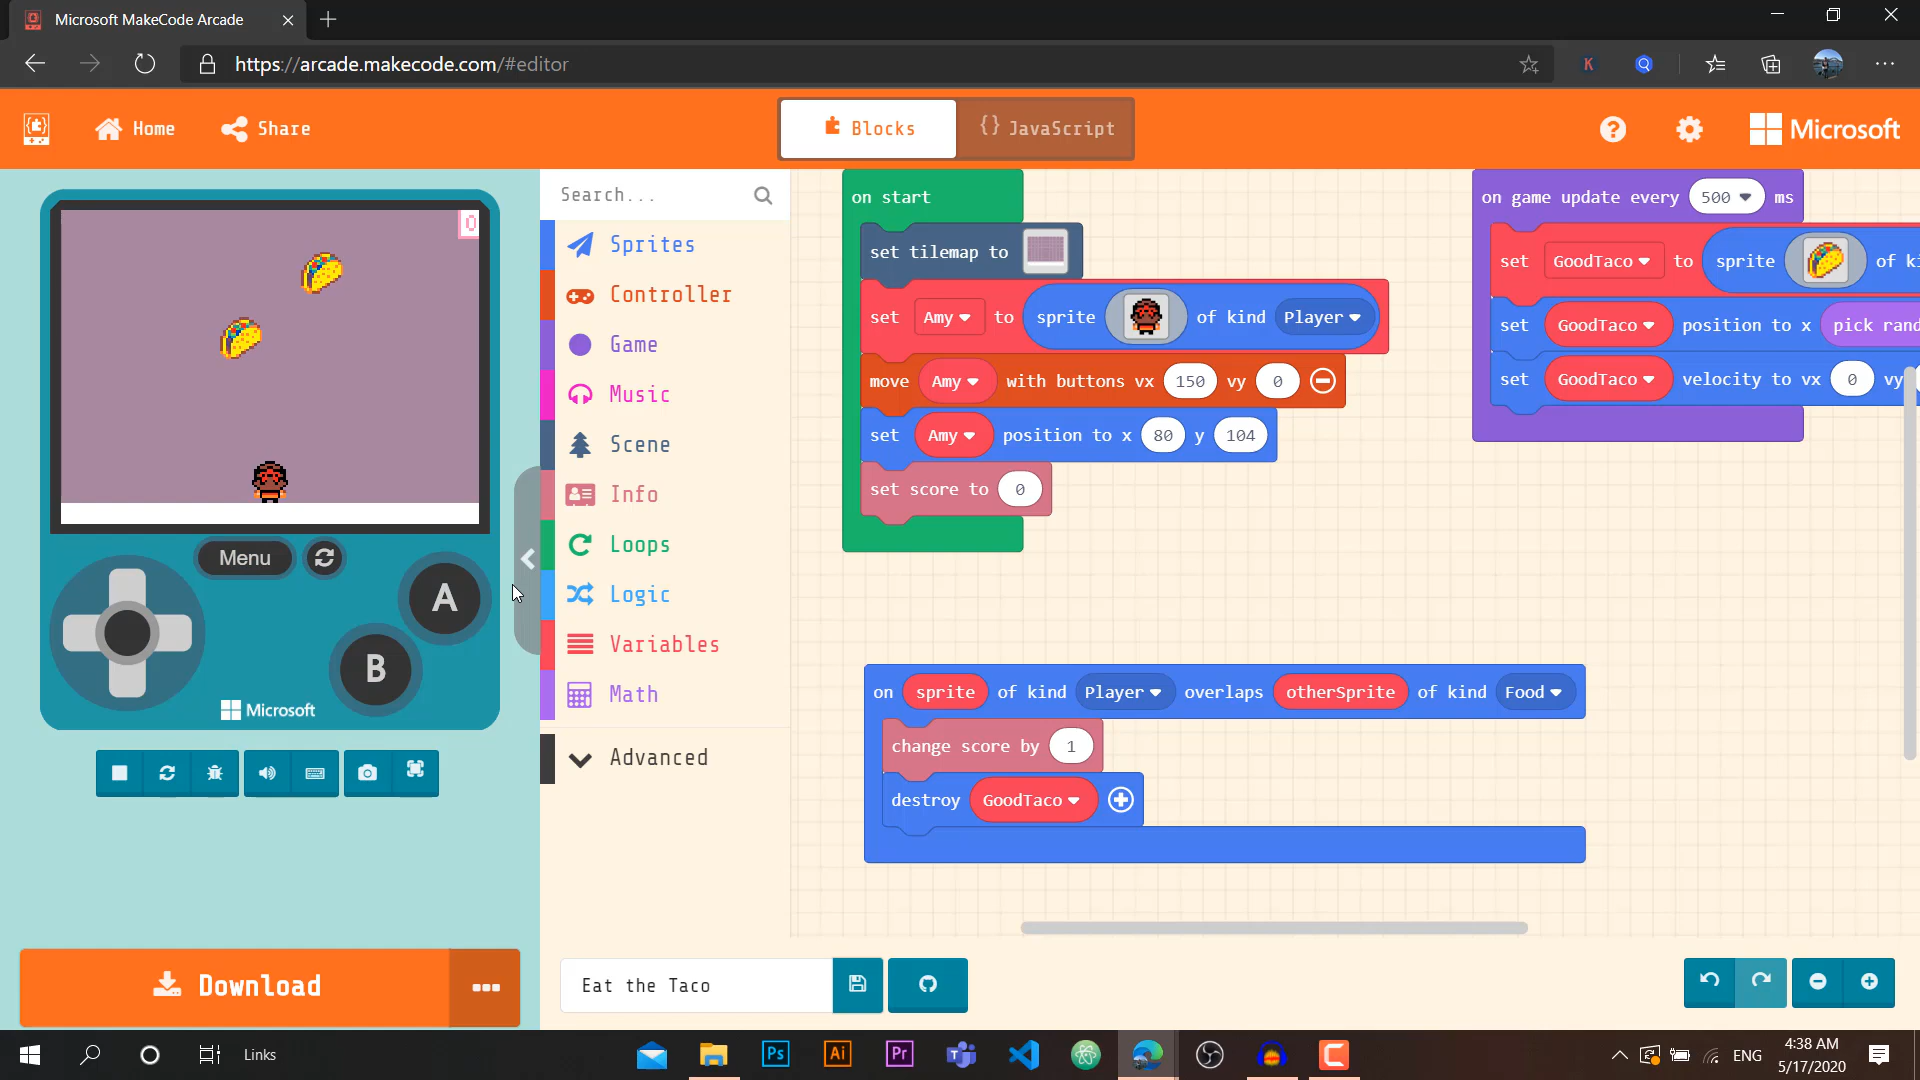 Microsoft MakeCode Arcade
https://arcade.makecode.com/#editor
Home
Share
Blocks
{} JavaScript
Microsoft
0
Menu
A
B
Microsoft
Search...
Sprites
Controller
Game
Music
Scene
Info
Loops
Logic
Variables
Math
Advanced
on start
set tilemap to
set Amy to sprite of kind Player
move Amy with buttons vx 150 vy 0
set Amy position to x 80 y 104
set score to 0
on game update every 500 ms
set GoodTaco to sprite of ki
set GoodTaco position to x pick rand
set GoodTaco velocity to vx 0 vy
on sprite of kind Player overlaps otherSprite of kind Food
change score by 1
destroy GoodTaco
Download
Eat the Taco
Links
Ps
Ai
Pr
ENG
4:38 AM
5/17/2020